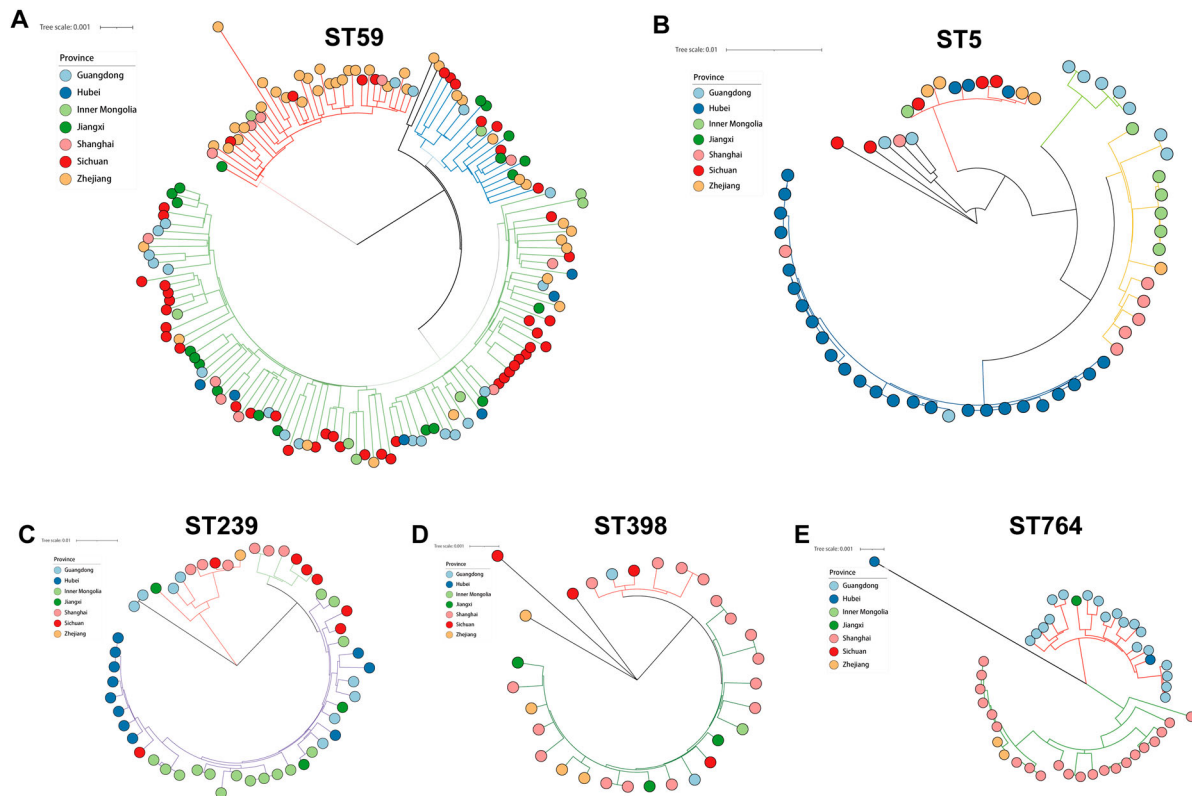 A
Tree scale: 0.001
ST59
Province
Guangdong
Hubei
Inner Mongolia
Jiangxi
Shanghai
Sichuan
Zhejiang
B
Tree scale: 0.01
ST5
Province
Guangdong
Hubei
Inner Mongolia
Jiangxi
Shanghai
Sichuan
Zhejiang
C
Tree scale: 0.01
ST239
Province
Guangdong
Hubei
Inner Mongolia
Jiangxi
Shanghai
Sichuan
Zhejiang
D
Tree scale: 0.001
ST398
Province
Guangdong
Hubei
Inner Mongolia
Jiangxi
Shanghai
Sichuan
Zhejiang
E
Tree scale: 0.001
ST764
Province
Guangdong
Hubei
Inner Mongolia
Jiangxi
Shanghai
Sichuan
Zhejiang